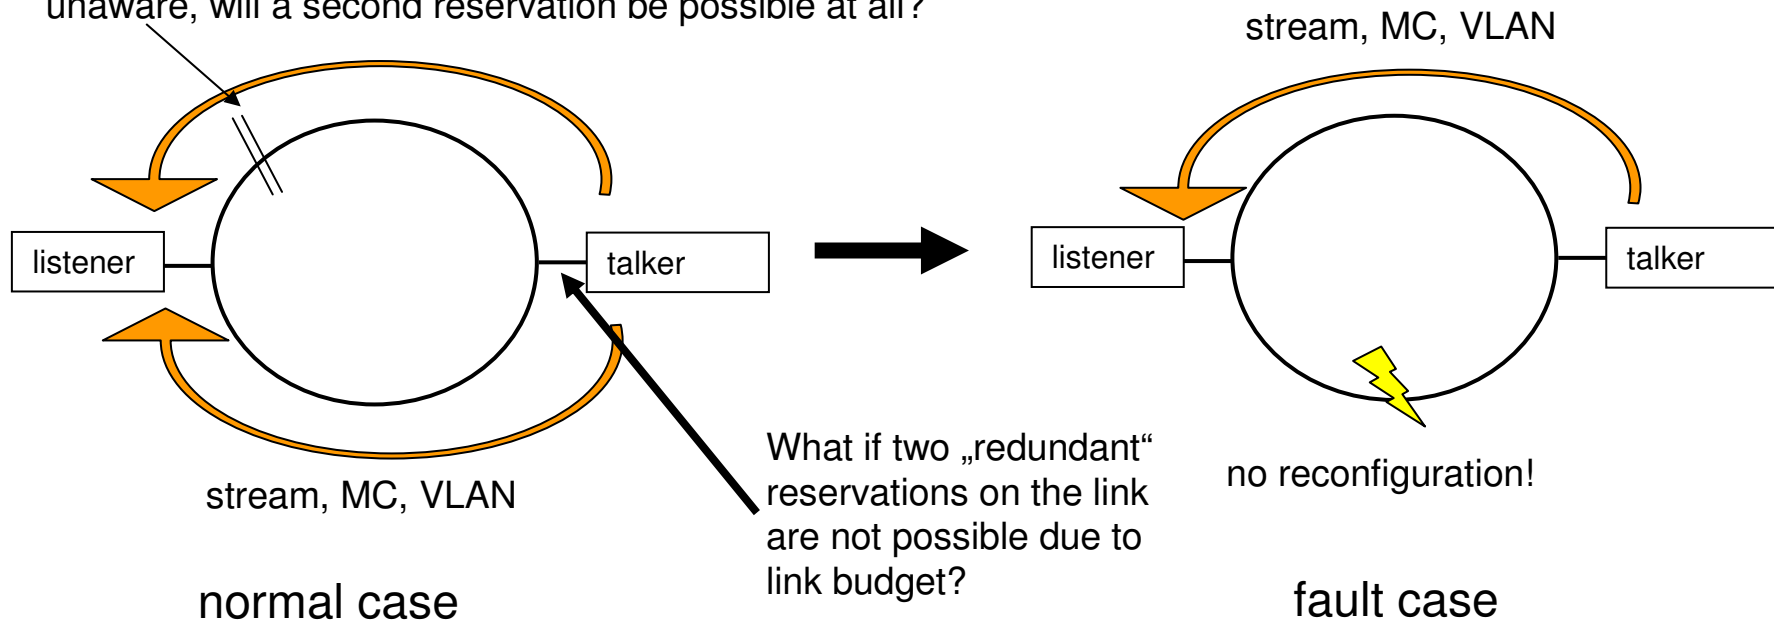 unaware, will a second reservation be possible at all?
stream, MC, VLAN
listener
talker
listener
talker
stream, MC, VLAN
What if two „redundant“
reservations on the link
are not possible due to
link budget?
no reconfiguration!
normal case
fault case